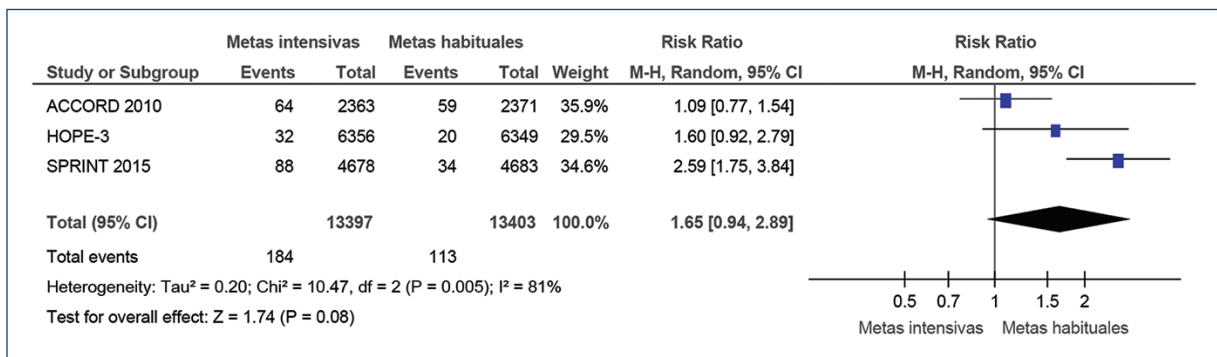 Metas intensivas Metas habituales Risk Ratio Risk Ratio
Study or Subgroup Events Total Events Total Weight M-H, Random, 95% CI M-H, Random, 95% CI
ACCORD 2010 64 2363 59 2371 35.9% 1.09 [0.77, 1.54]
HOPE-3 32 6356 20 6349 29.5% 1.60 [0.92, 2.79]
SPRINT 2015 88 4678 34 4683 34.6% 2.59 [1.75, 3.84]
Total (95% CI) 13397 13403 100.0% 1.65 [0.94, 2.89]
Total events 184 113
Heterogeneity: Tau² = 0.20; Chi² = 10.47, df = 2 (P = 0.005); I² = 81%
Test for overall effect: Z = 1.74 (P = 0.08)
0.5 0.7 1 1.5 2
Metas intensivas Metas habituales